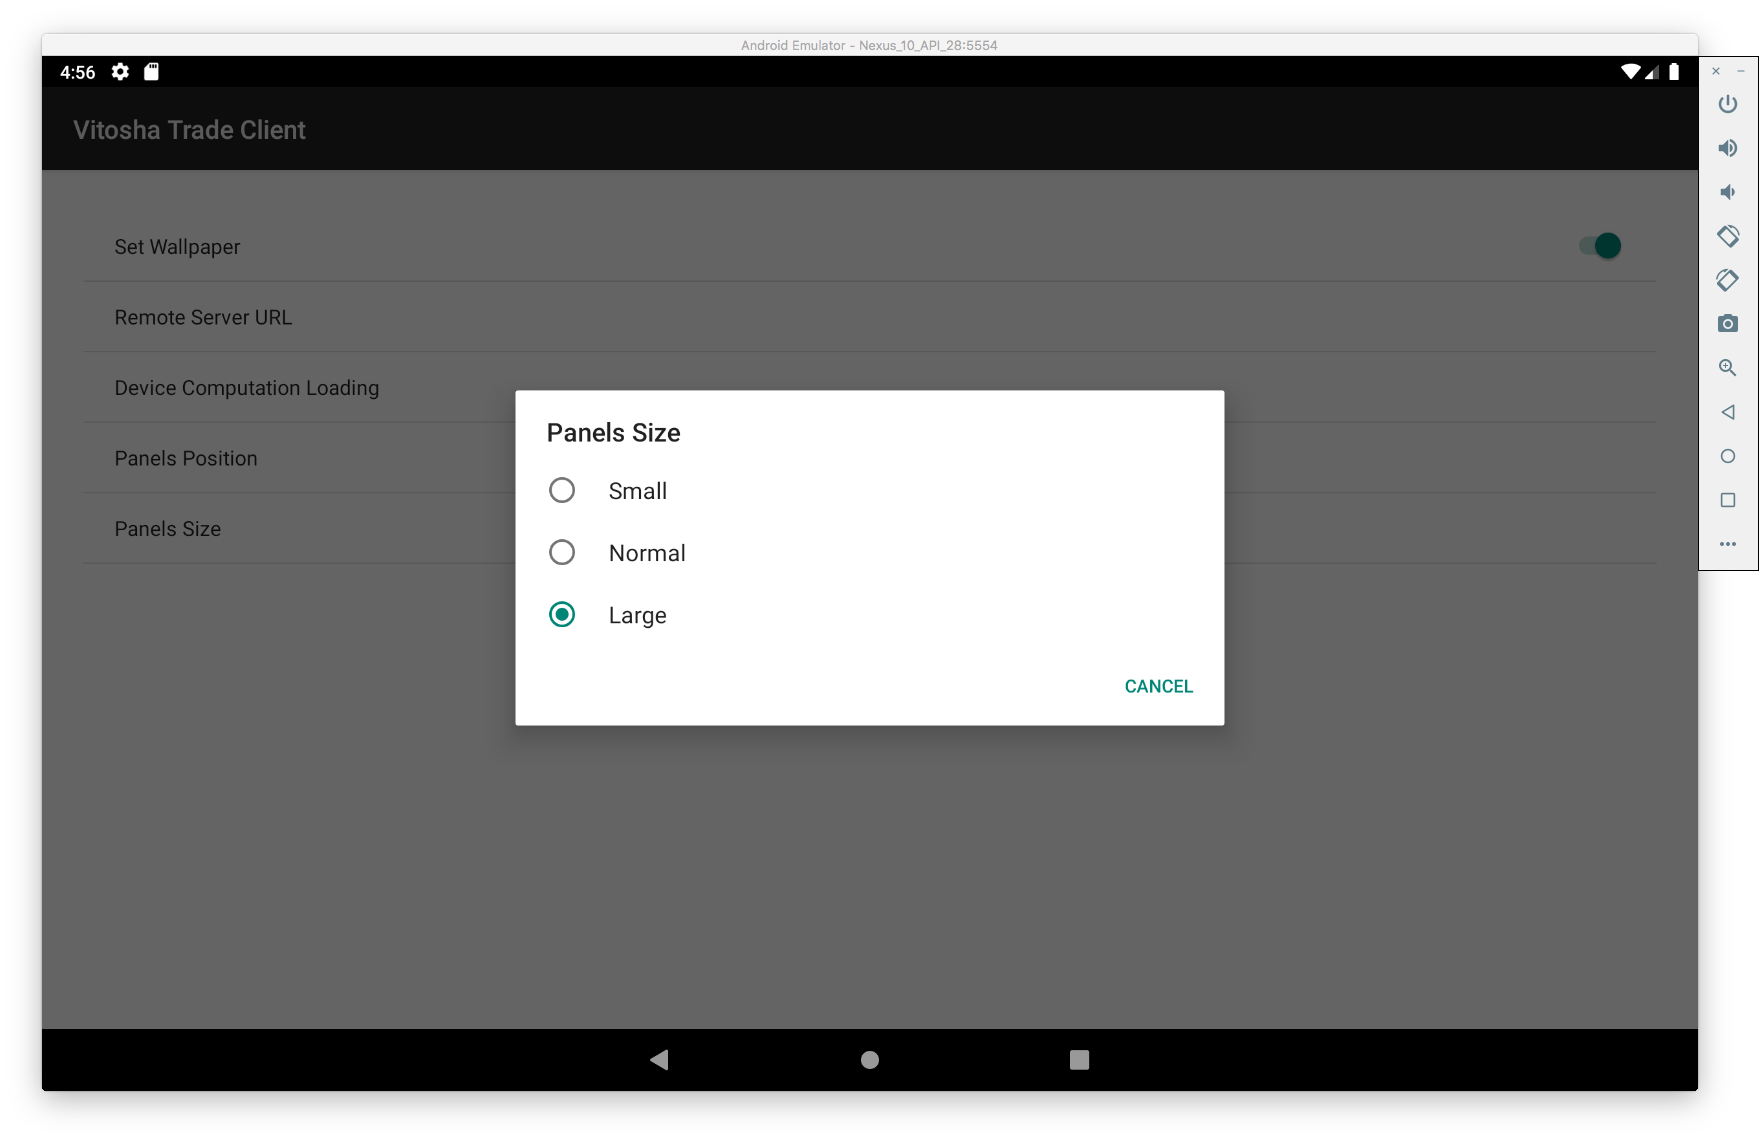 Android Emulator - Nexus_10_API_28:5554
4:56
Vitosha Trade Client
Set Wallpaper
Remote Server URL
Device Computation Loading
Panels Position
Panels Size
Panels Size
Small
Normal
Large
CANCEL